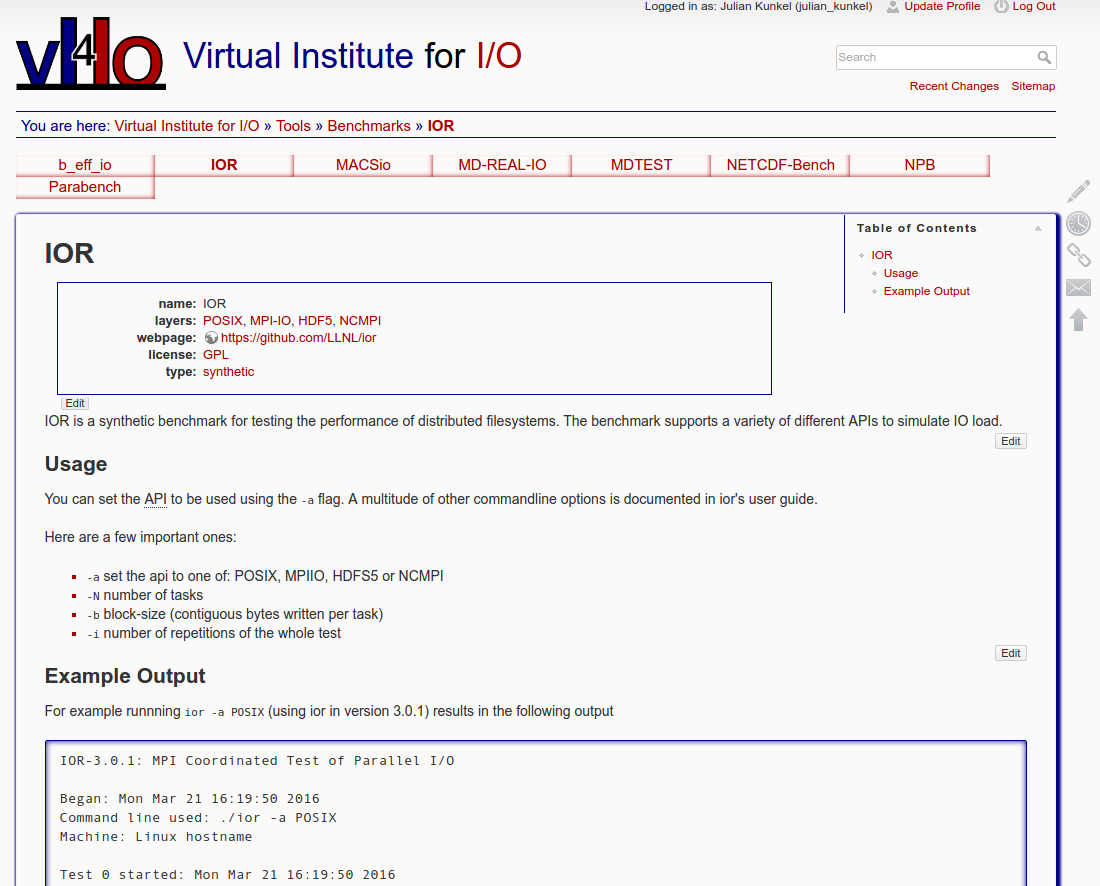 Logged in as: Julian Kunkel (julian_kunkel) Update Profile Log Out
vI4IO Virtual Institute for I/O
Search
Recent Changes Sitemap
You are here: Virtual Institute for I/O » Tools » Benchmarks » IOR
b_eff_io IOR MACSio MD-REAL-IO MDTEST NETCDF-Bench NPB
Parabench
Table of Contents
IOR
Usage
Example Output
IOR
name: IOR
layers: POSIX, MPI-IO, HDF5, NCMPI
webpage: https://github.com/LLNL/ior
license: GPL
type: synthetic
Edit
IOR is a synthetic benchmark for testing the performance of distributed filesystems. The benchmark supports a variety of different APIs to simulate IO load.
Edit
Usage
You can set the API to be used using the -a flag. A multitude of other commandline options is documented in ior's user guide.
Here are a few important ones:
-a set the api to one of: POSIX, MPIIO, HDFS5 or NCMPI
-N number of tasks
-b block-size (contiguous bytes written per task)
-i number of repetitions of the whole test
Edit
Example Output
For example runnning ior -a POSIX (using ior in version 3.0.1) results in the following output
IOR-3.0.1: MPI Coordinated Test of Parallel I/O
Began: Mon Mar 21 16:19:50 2016
Command line used: ./ior -a POSIX
Machine: Linux hostname
Test 0 started: Mon Mar 21 16:19:50 2016